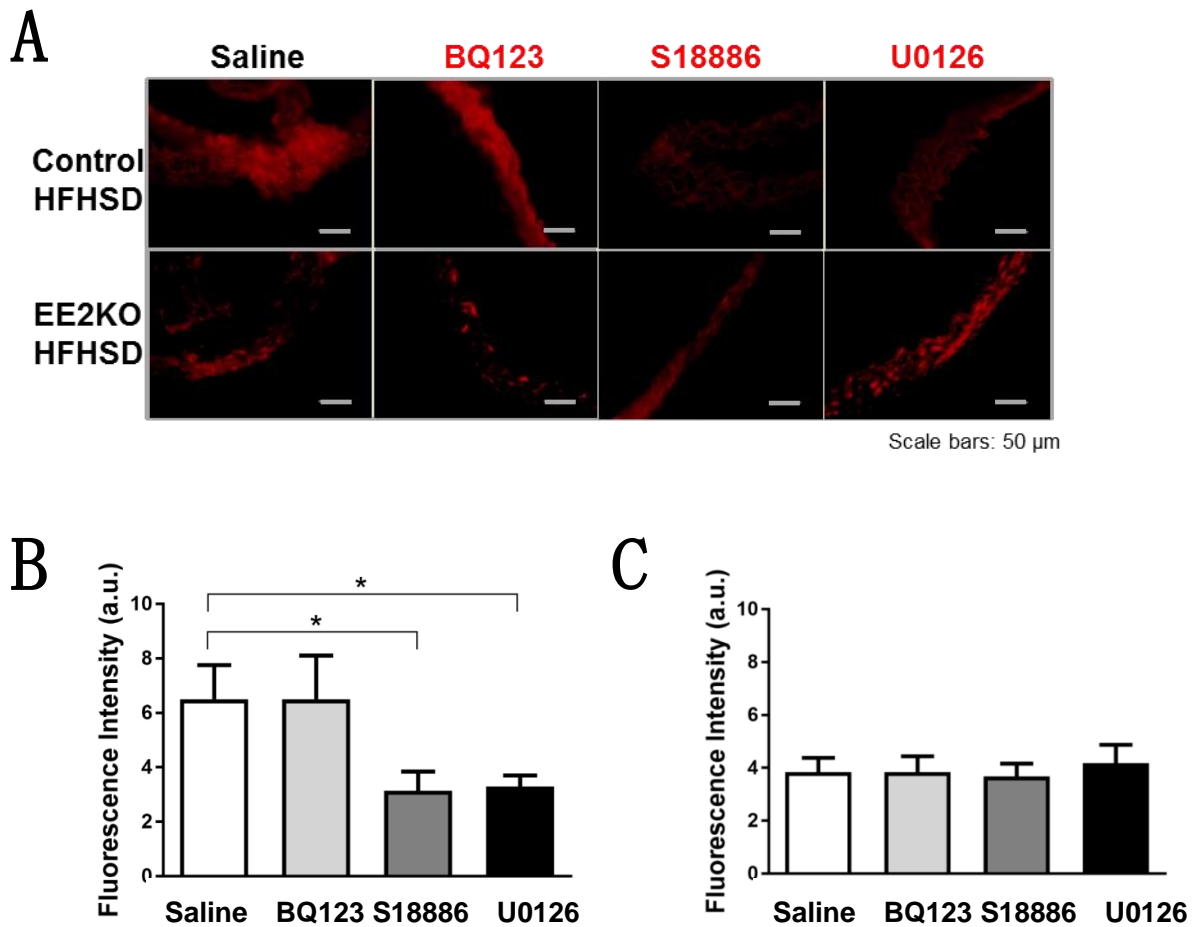 A
Saline BQ123 S18886 U0126
Control
HFHSD
EE2KO
HFHSD
Scale bars: 50 µm
B
Fluorescence Intensity (a.u.)
10
8
6
4
2
0
*
*
Saline BQ123 S18886 U0126
C
Fluorescence Intensity (a.u.)
10
8
6
4
2
0
Saline BQ123 S18886 U0126